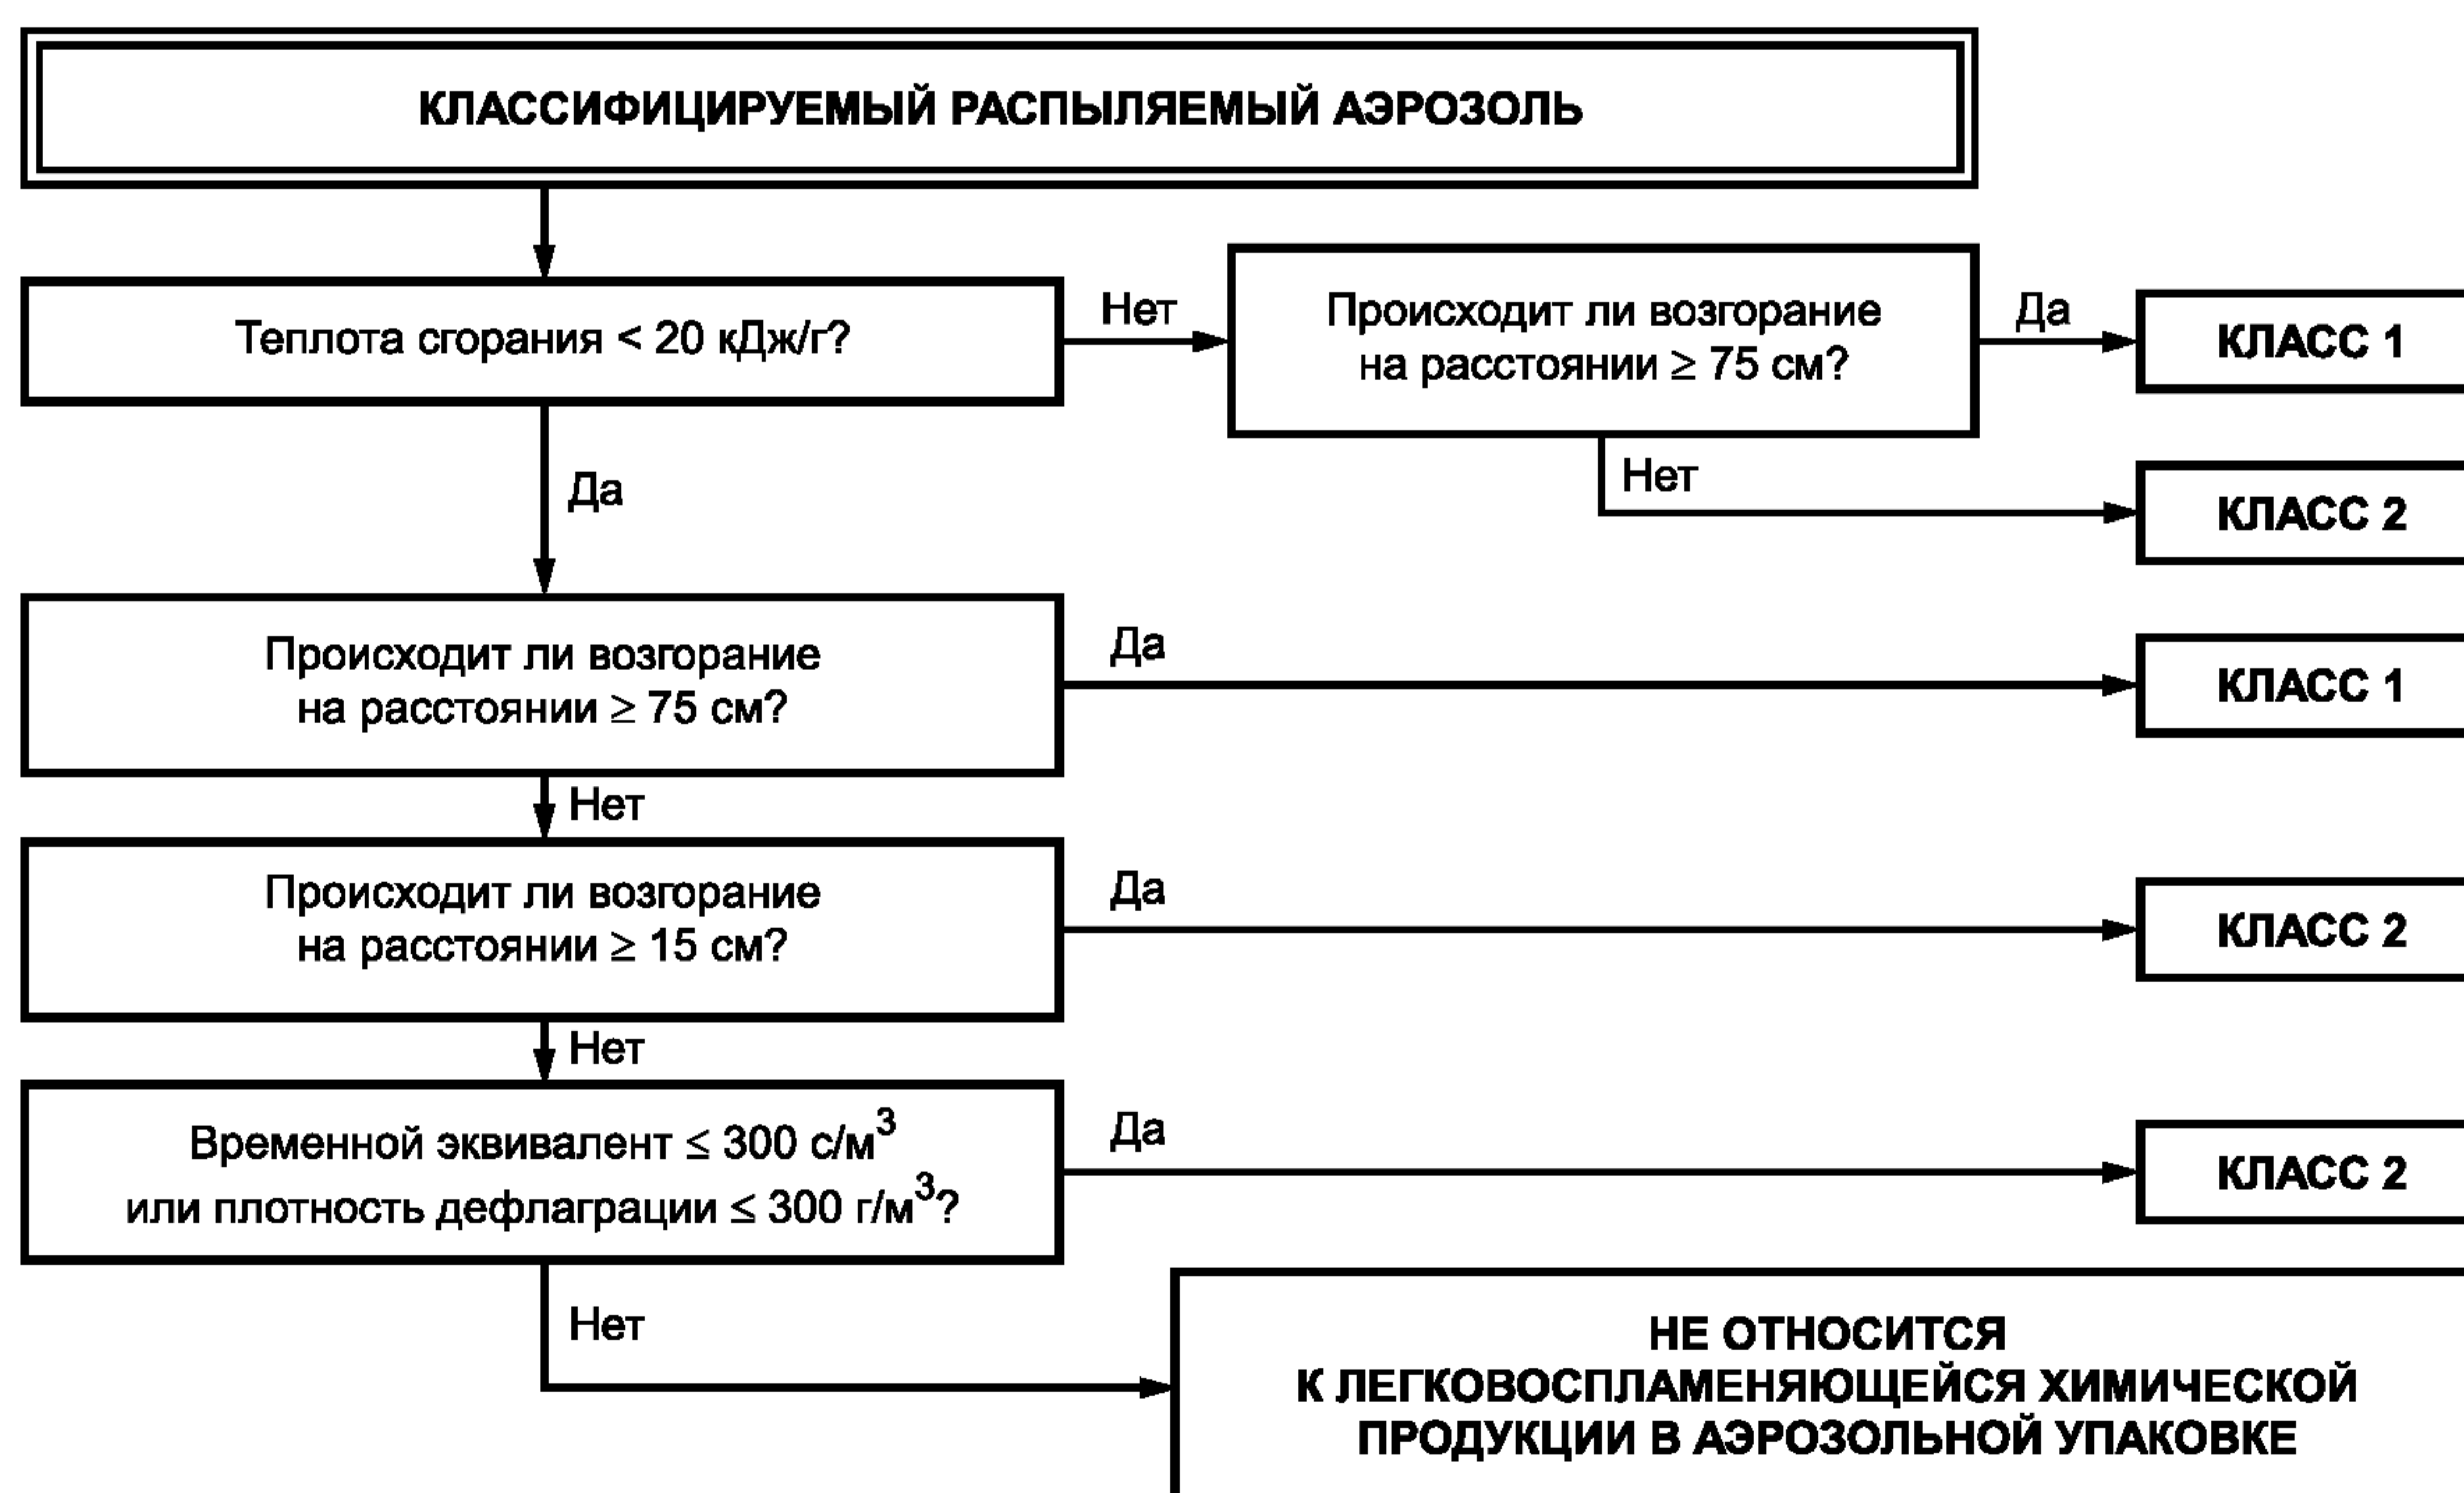 КЛАССИФИЦИРУЕМЫЙ РАСПЫЛЯЕМЫЙ АЭРОЗОЛЬ
Теплота сгорания < 20 кДж/г?
Нет
Происходит ли возгорание
на расстоянии ≥ 75 см?
Да
КЛАСС 1
Нет
КЛАСС 2
Да
Происходит ли возгорание
на расстоянии ≥ 75 см?
Да
КЛАСС 1
Нет
Происходит ли возгорание
на расстоянии ≥ 15 см?
Да
КЛАСС 2
Нет
Временной эквивалент ≤ 300 с/м³
или плотность дефлаграции ≤ 300 г/м³?
Да
КЛАСС 2
Нет
НЕ ОТНОСИТСЯ
К ЛЕГКОВОСПЛАМЕНЯЮЩЕЙСЯ ХИМИЧЕСКОЙ
ПРОДУКЦИИ В АЭРОЗОЛЬНОЙ УПАКОВКЕ